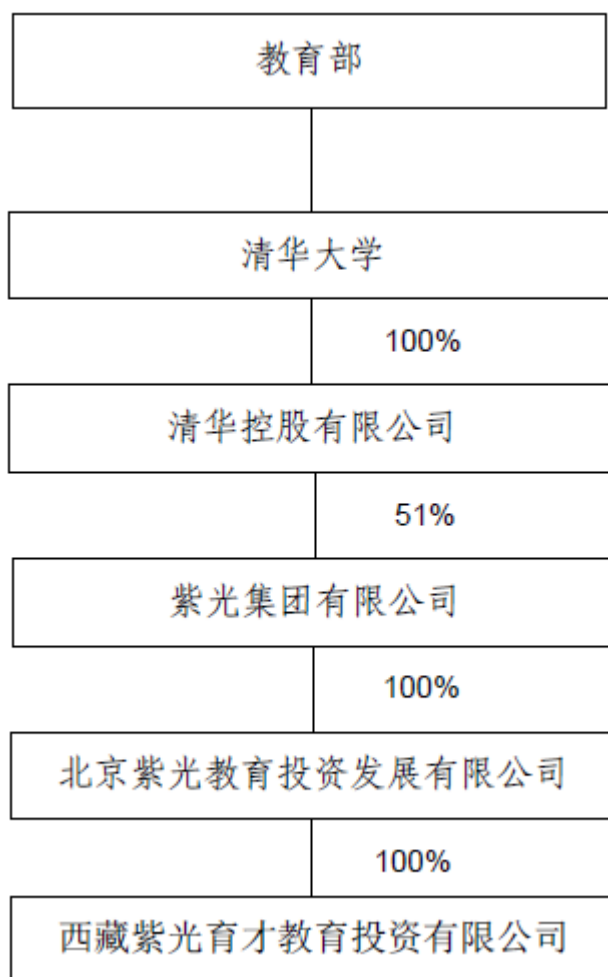 教育部
清华大学
100%
清华控股有限公司
51%
紫光集团有限公司
100%
北京紫光教育投资发展有限公司
100%
西藏紫光育才教育投资有限公司